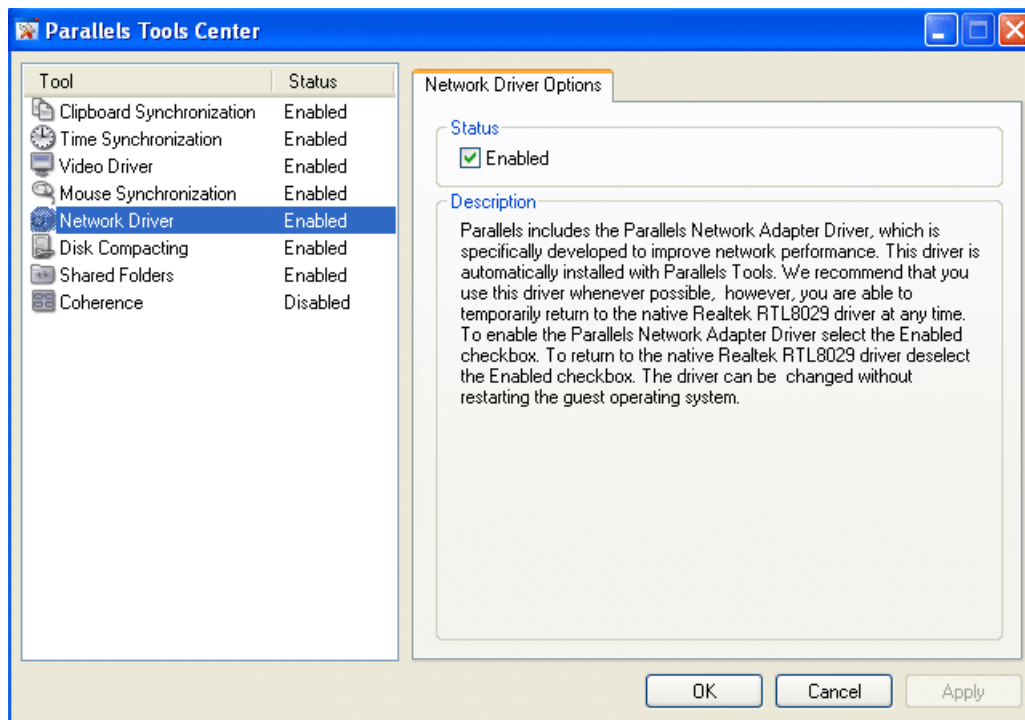 Parallels Tools Center
Tool Status
Clipboard Synchronization Enabled
Time Synchronization Enabled
Video Driver Enabled
Mouse Synchronization Enabled
Network Driver Enabled
Disk Compacting Enabled
Shared Folders Enabled
Coherence Disabled
Network Driver Options
Status
Enabled
Description
Parallels includes the Parallels Network Adapter Driver, which is
specifically developed to improve network performance. This driver is
automatically installed with Parallels Tools. We recommend that you
use this driver whenever possible,  however, you are able to
temporarily return to the native Realtek RTL8029 driver at any time.
To enable the Parallels Network Adapter Driver select the Enabled
checkbox. To return to the native Realtek RTL8029 driver deselect
the Enabled checkbox. The driver can be  changed without
restarting the guest operating system.
OK Cancel Apply